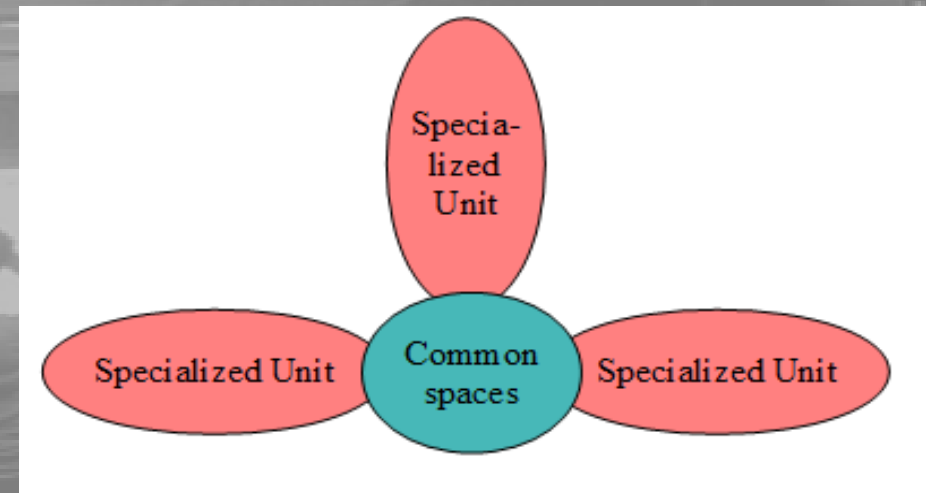 Specia-
lized
Unit
Specialized Unit
Common
spaces
Specialized Unit